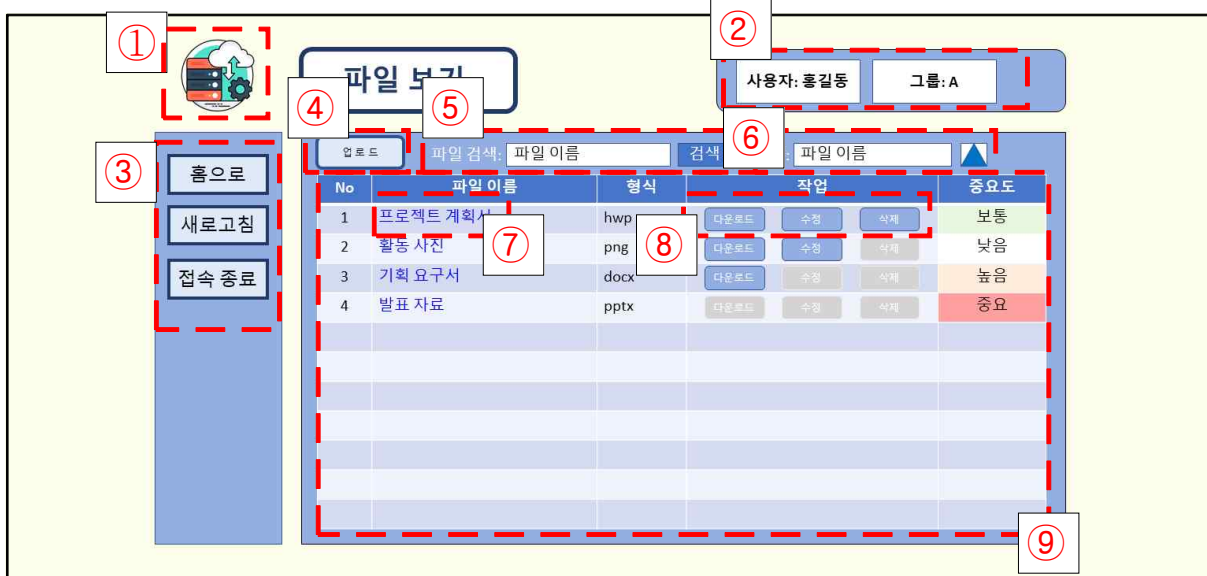 ①
②
파일 보기
사용자: 홍길동
그룹: A
③
④
⑤
⑥
홈으로
새로고침
접속 종료
업로드
파일 검색: 파일 이름 검색 : 파일 이름
No 파일 이름 형식 작업 중요도
1 프로젝트 계획서 hwp 다운로드 수정 삭제 보통
2 활동 사진 png 다운로드 수정 삭제 낮음
3 기획 요구서 docx 다운로드 수정 삭제 높음
4 발표 자료 pptx 다운로드 수정 삭제 중요
⑦
⑧
⑨